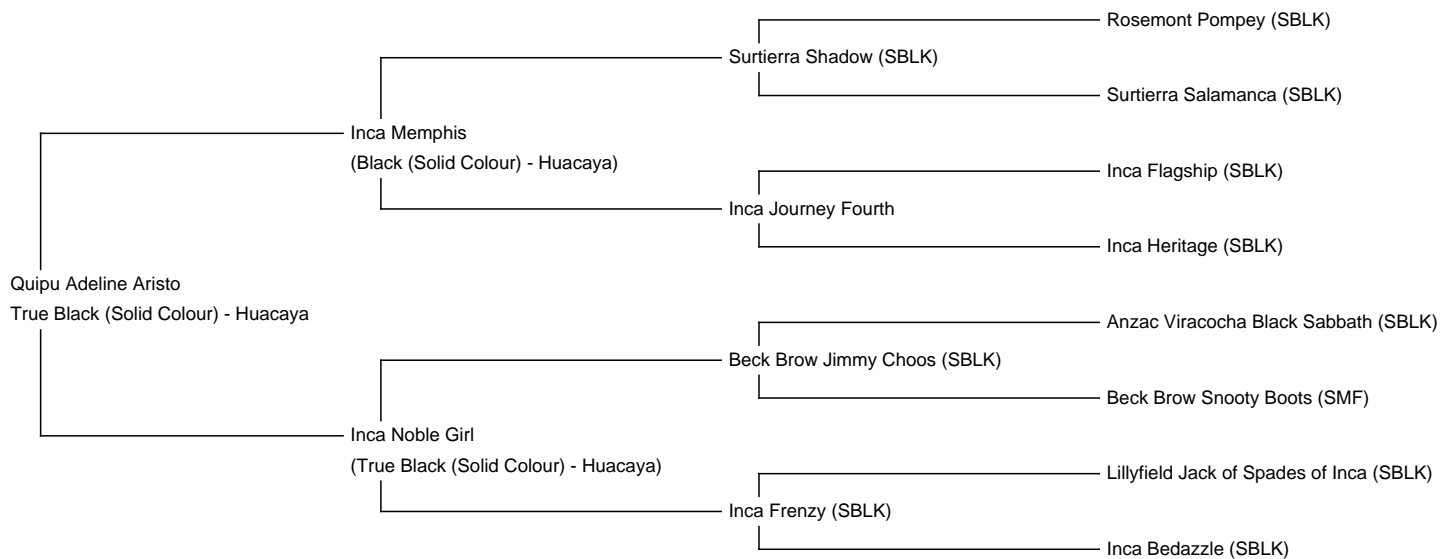 Rosemont Pompey (SBLK)
Surtierra Shadow (SBLK)
Surtierra Salamanca (SBLK)
Inca Memphis
(Black (Solid Colour) - Huacaya)
Inca Flagship (SBLK)
Inca Journey Fourth
Inca Heritage (SBLK)
Quipu Adeline Aristo
True Black (Solid Colour) - Huacaya
Anzac Viracocha Black Sabbath (SBLK)
Beck Brow Jimmy Choos (SBLK)
Beck Brow Snooty Boots (SMF)
Inca Noble Girl
(True Black (Solid Colour) - Huacaya)
Lillyfield Jack of Spades of Inca (SBLK)
Inca Frenzy (SBLK)
Inca Bedazzle (SBLK)